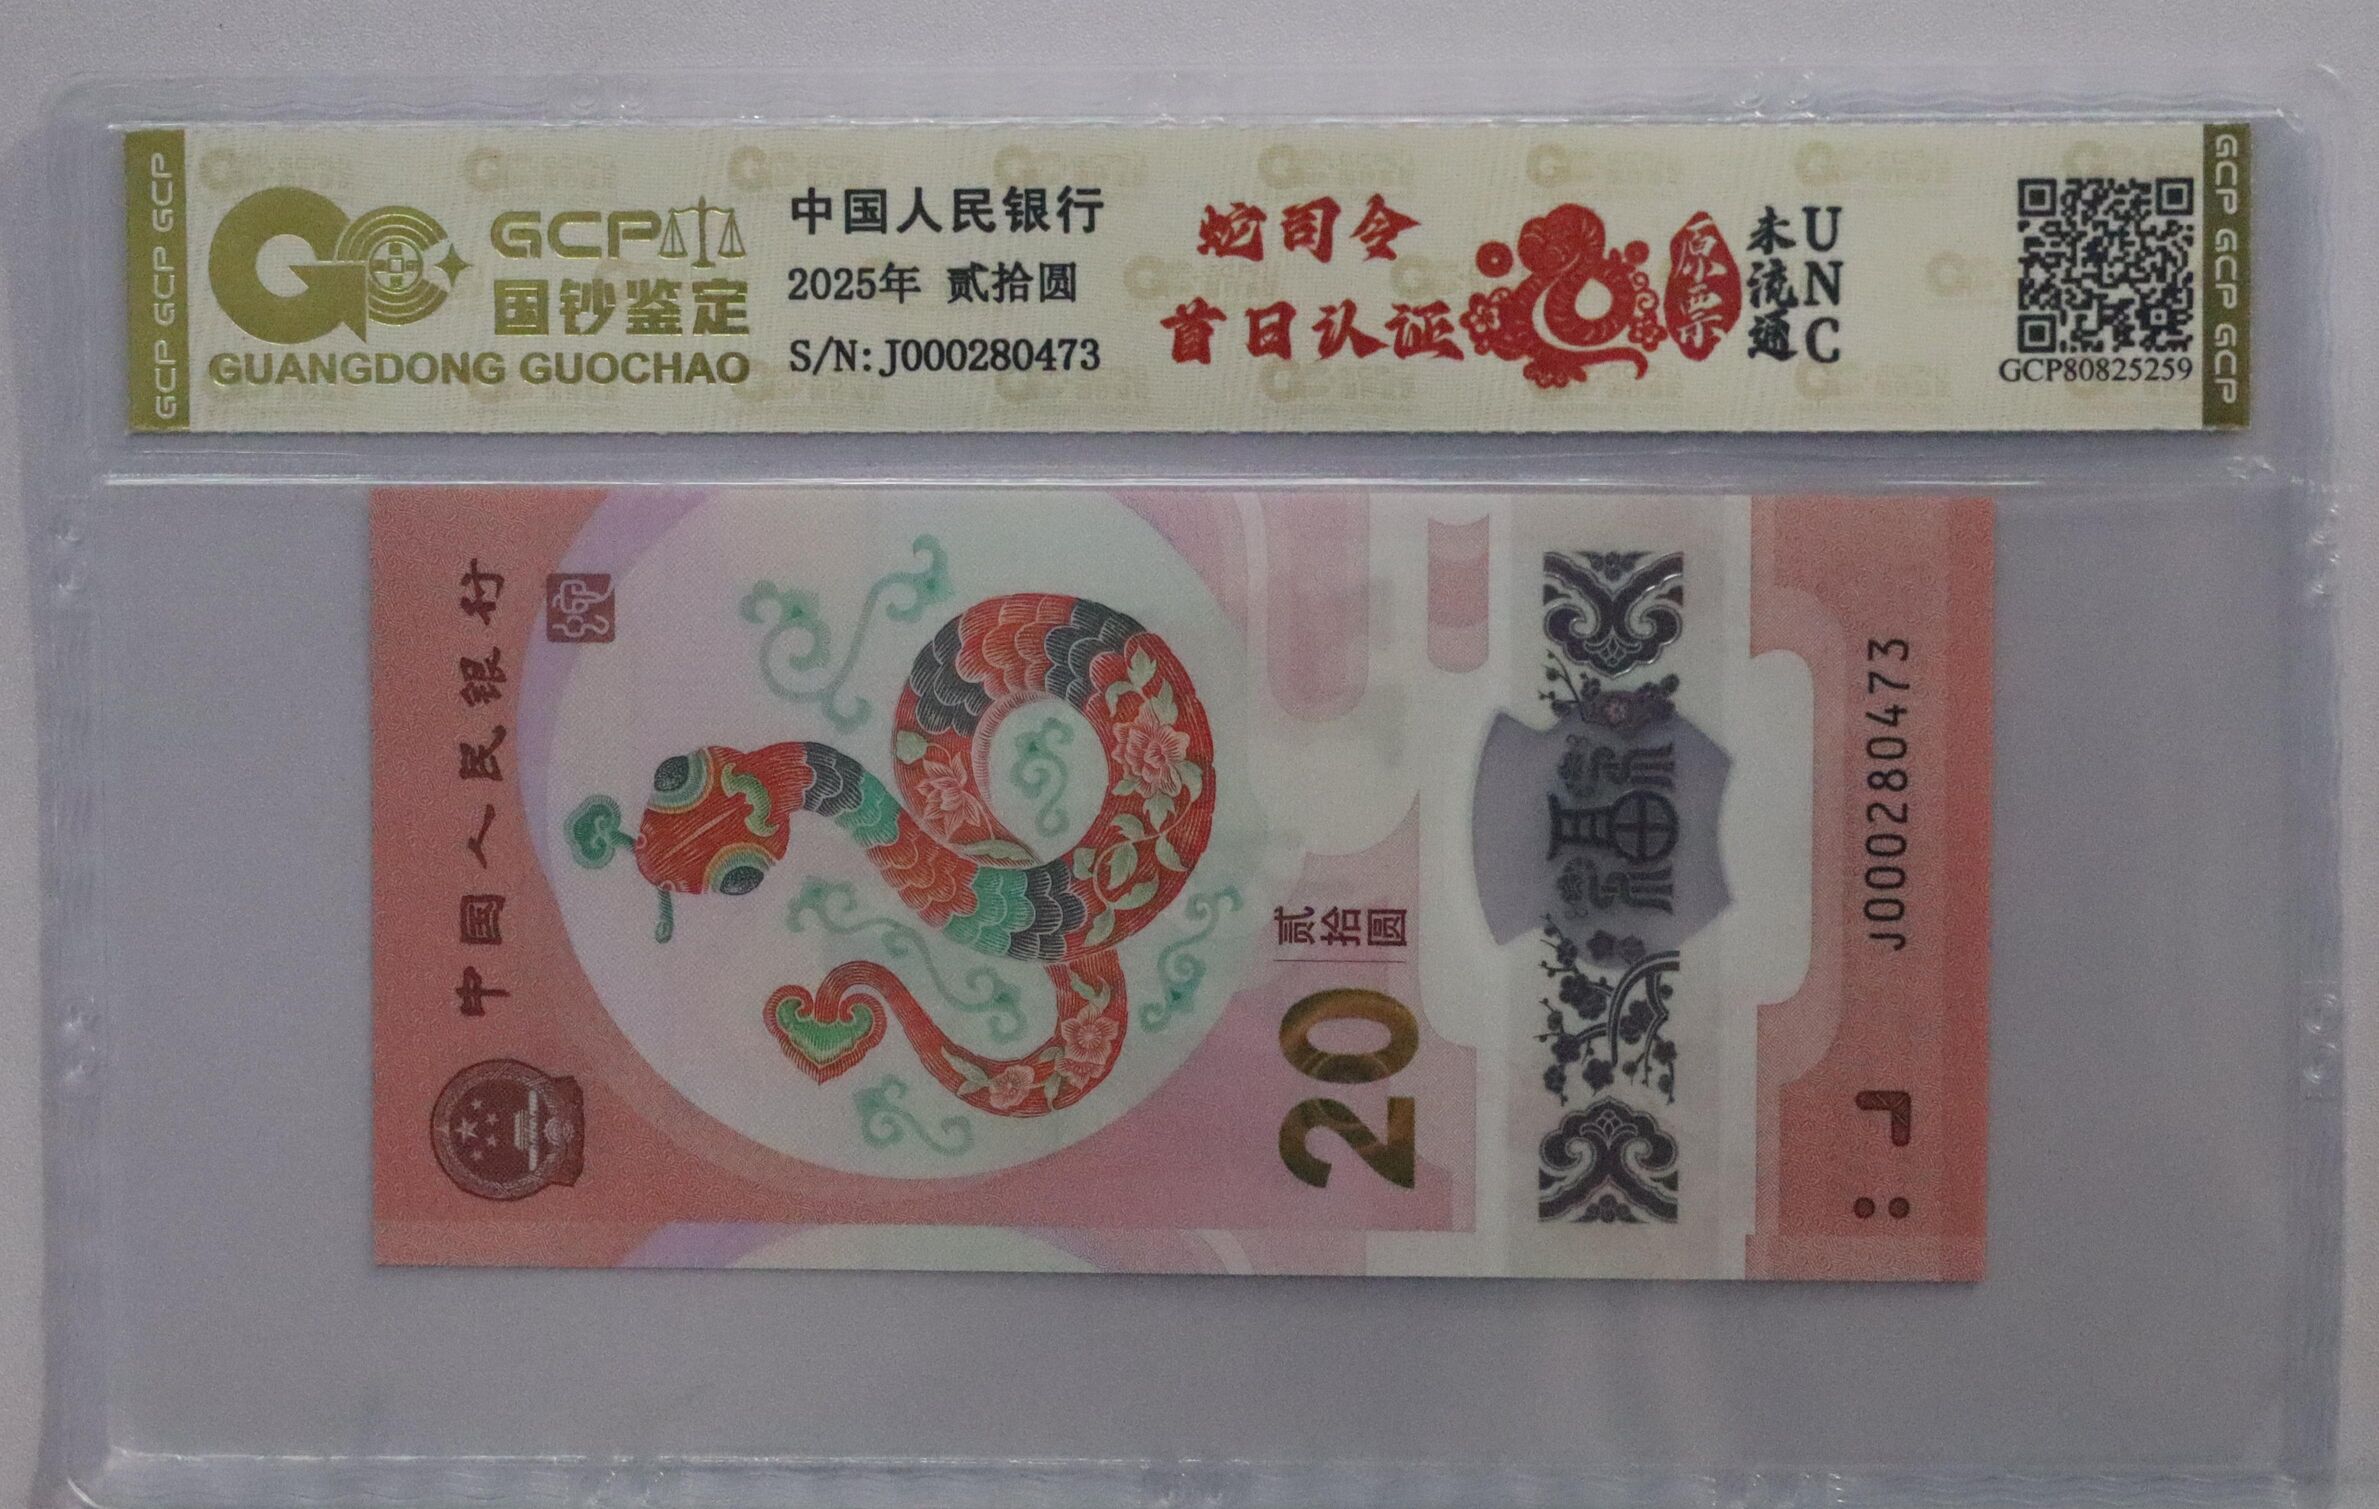 GCP GCP GCP
GCP
国钞鉴定
GUANGDONG GUOCHAO
中国人民银行
2025年 贰拾圆
S/N: J000280473
蛇司令
首日认证
原票
未流通
UNC
GCP80825259
GCP GCP GCP
中国人民银行
贰拾圆
20
福
J000280473